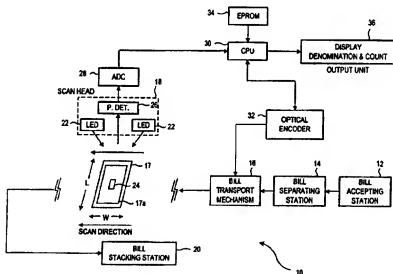 34
EPROM
30
CPU
36
DISPLAY
DENOMINATION & COUNT
OUTPUT UNIT
28
ADC
18
SCAN HEAD
P. DET.
26
22
LED
LED
22
32
OPTICAL
ENCODER
17
L
24
17a
W
SCAN DIRECTION
16
BILL
TRANSPORT
MECHANISM
14
BILL
SEPARATING
STATION
12
BILL
ACCEPTING
STATION
BILL
STACKING STATION
20
10